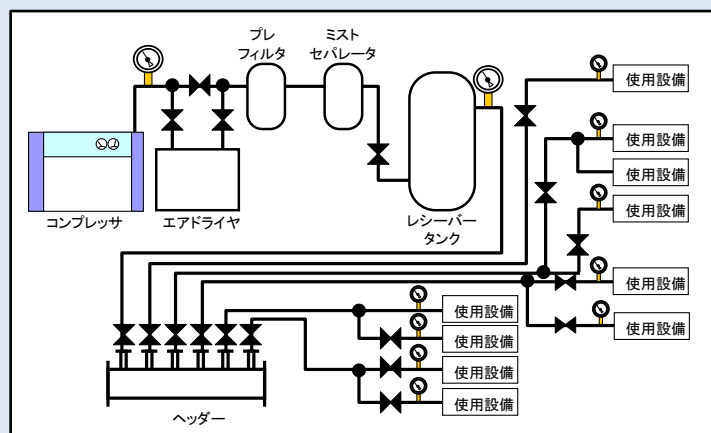 プレ
フィルタ
ミスト
セパレータ
コンプレッサ
エアドライヤ
レシーバー
タンク
ヘッダー
使用設備
使用設備
使用設備
使用設備
使用設備
使用設備
使用設備
使用設備
使用設備
使用設備